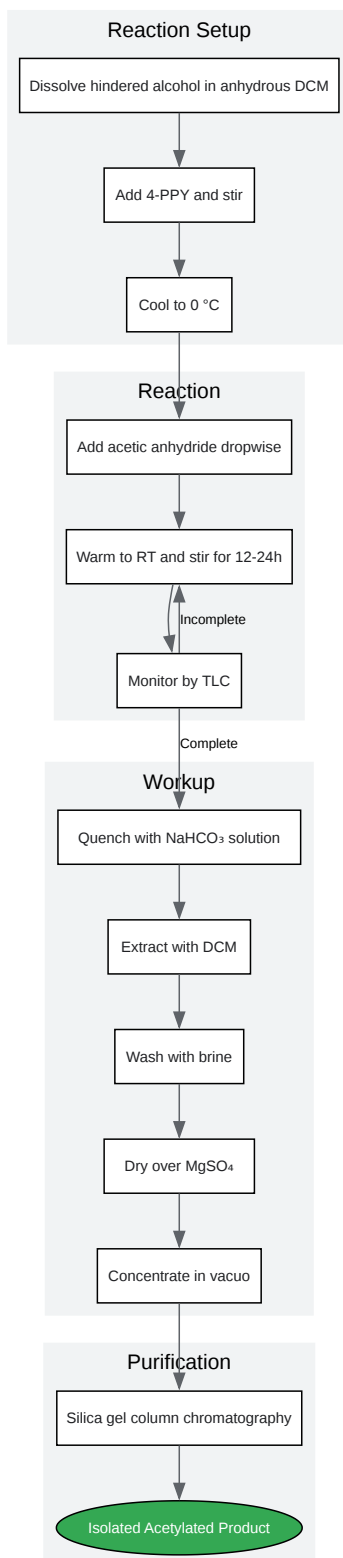 Reaction Setup
Dissolve hindered alcohol in anhydrous DCM
Add 4-PPY and stir
Cool to 0 °C
Reaction
Add acetic anhydride dropwise
Warm to RT and stir for 12-24h
Incomplete
Monitor by TLC
Complete
Workup
Quench with NaHCO₃ solution
Extract with DCM
Wash with brine
Dry over MgSO₄
Concentrate in vacuo
Purification
Silica gel column chromatography
Isolated Acetylated Product